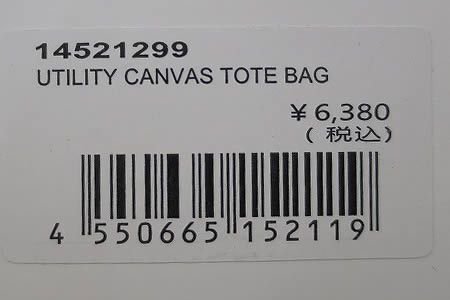 14521299
UTILITY CANVAS TOTE BAG
¥ 6,380
( 税込)
4 550665 152119